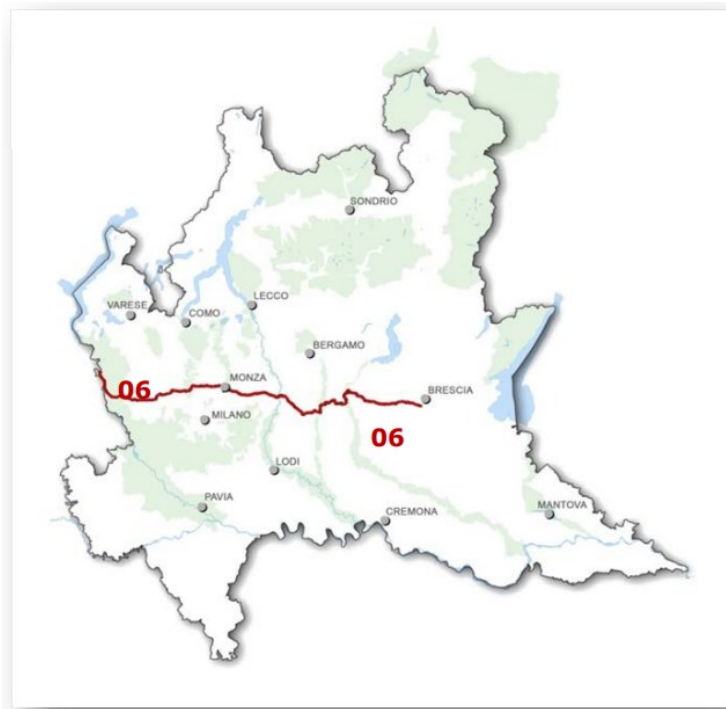 SONDRIO
LECCO
VARESE
COMO
BERGAMO
MONZA
06
BRESCIA
MILANO
06
LODI
PAVIA
MANTOVA
CREMONA